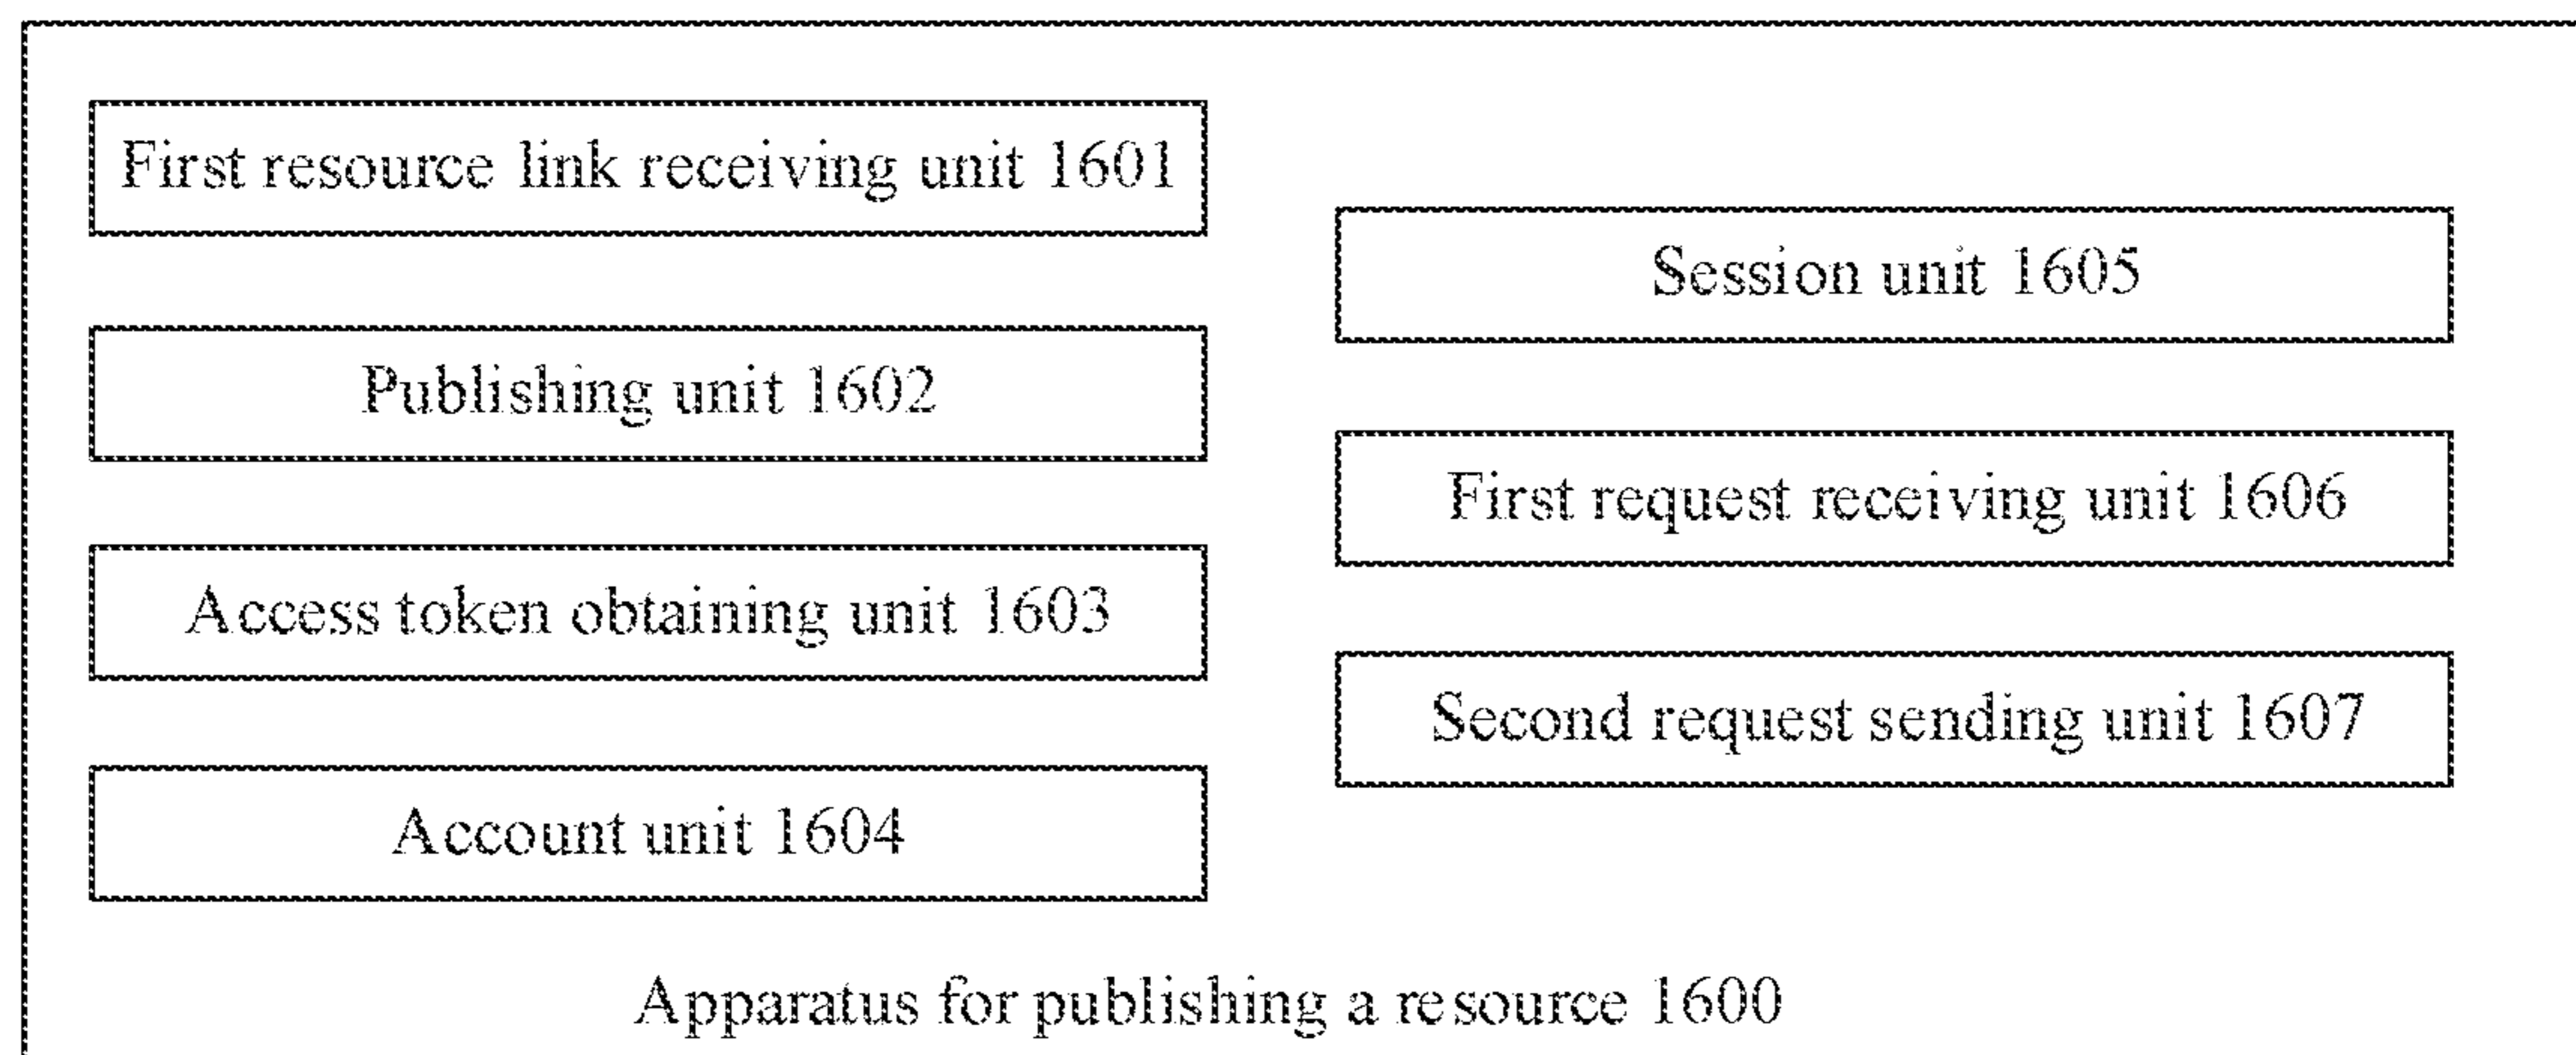 First resource link receiving unit 1601
Publishing unit 1602
Access token obtaining unit 1603
Account unit 1604
Session unit 1605
First request receiving unit 1606
Second request sending unit 1607
Apparatus for publishing a resource 1600